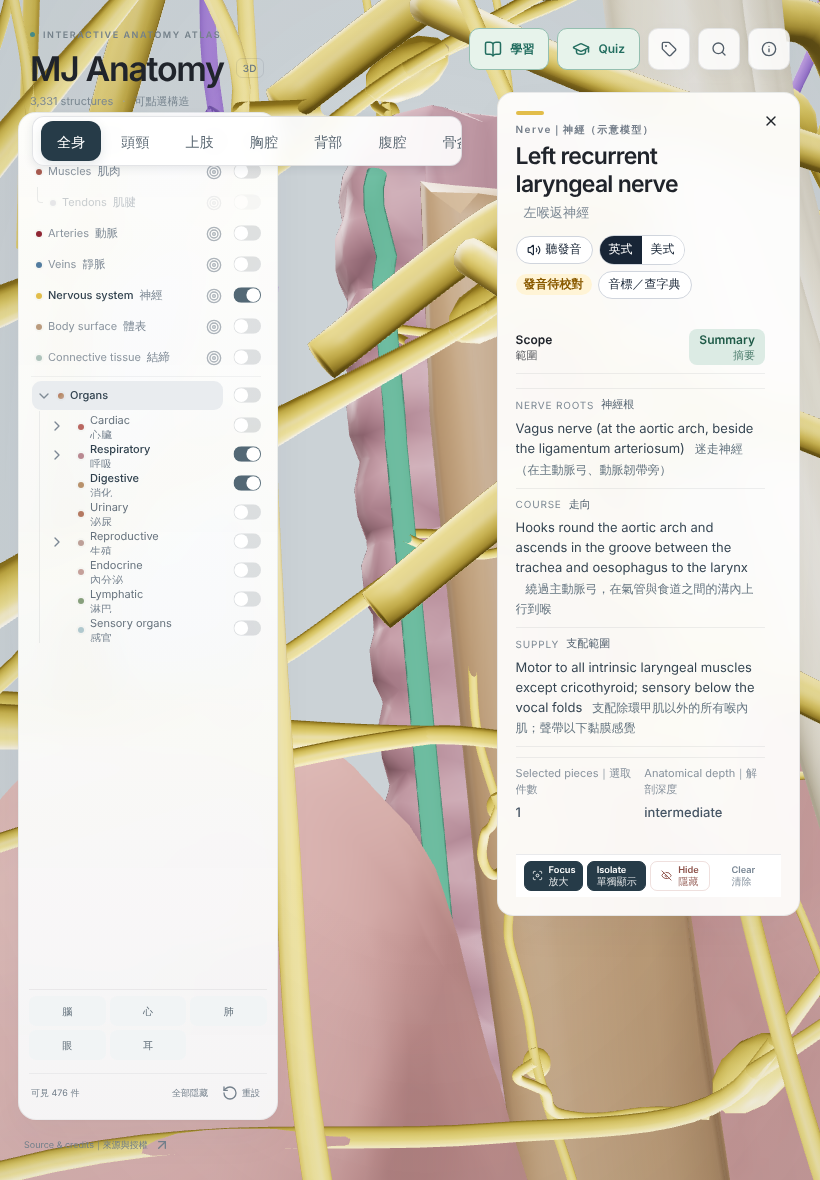 INTERACTIVE ANATOMY ATLAS
MJ Anatomy 3D
3,331 structures 可點選構造
學習
Quiz
全身 頭頸 上肢 胸腔 背部 腹腔
Muscles 肌肉
Tendons 肌腱
Arteries 動脈
Veins 靜脈
Nervous system 神經
Body surface 體表
Connective tissue 結締
Organs
Cardiac
心臟
Respiratory
呼吸
Digestive
消化
Urinary
泌尿
Reproductive
生殖
Endocrine
內分泌
Lymphatic
淋巴
Sensory organs
感官
腦 心 肺
眼 耳
可見 476 件 全部隱藏 重設
Source & credits | 來源與授權
Nerve | 神經（示意模型）
Left recurrent
laryngeal nerve
左喉返神經
聽發音 英式 美式
發音待校對 音標／查字典
Scope
範圍
Summary
摘要
NERVE ROOTS 神經根
Vagus nerve (at the aortic arch, beside
the ligamentum arteriosum) 迷走神經
（在主動脈弓、動脈韌帶旁）
COURSE 走向
Hooks round the aortic arch and
ascends in the groove between the
trachea and oesophagus to the larynx
繞過主動脈弓，在氣管與食道之間的溝內上
行到喉
SUPPLY 支配範圍
Motor to all intrinsic laryngeal muscles
except cricothyroid; sensory below the
vocal folds 支配除環甲肌以外的所有喉內
肌；聲帶以下黏膜感覺
Selected pieces | 選取
件數
1
Anatomical depth | 解
剖深度
intermediate
Focus
放大
Isolate
單獨顯示
Hide
隱藏
Clear
清除